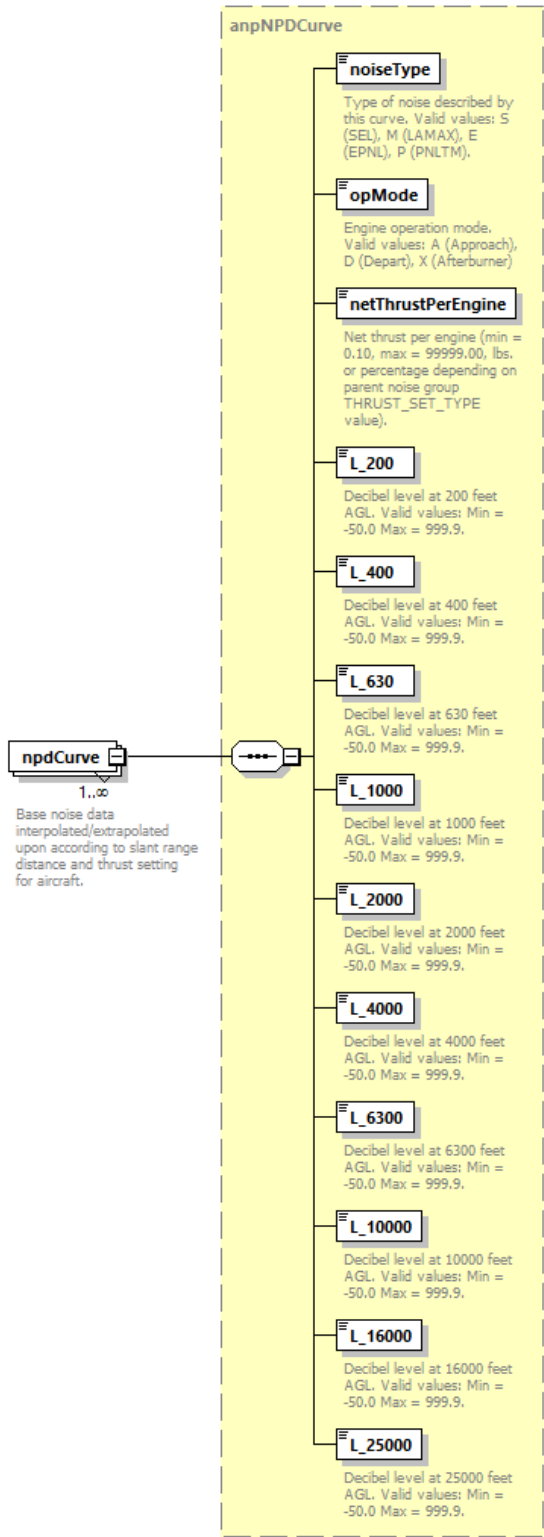 anpNPDCurve
noiseType
Type of noise described by
this curve. Valid values: S
(SEL), M (LAMAX), E
(EPNL), P (PNLTM).
opMode
Engine operation mode.
Valid values: A (Approach),
D (Depart), X (Afterburner)
netThrustPerEngine
Net thrust per engine (min =
0.10, max = 99999.00, lbs.
or percentage depending on
parent noise group
THRUST_SET_TYPE
value).
L_200
Decibel level at 200 feet
AGL. Valid values: Min =
-50.0 Max = 999.9.
L_400
Decibel level at 400 feet
AGL. Valid values: Min =
-50.0 Max = 999.9.
L_630
Decibel level at 630 feet
AGL. Valid values: Min =
-50.0 Max = 999.9.
npdCurve
1..∞
Base noise data
interpolated/extrapolated
upon according to slant range
distance and thrust setting
for aircraft.
L_1000
Decibel level at 1000 feet
AGL. Valid values: Min =
-50.0 Max = 999.9.
L_2000
Decibel level at 2000 feet
AGL. Valid values: Min =
-50.0 Max = 999.9.
L_4000
Decibel level at 4000 feet
AGL. Valid values: Min =
-50.0 Max = 999.9.
L_6300
Decibel level at 6300 feet
AGL. Valid values: Min =
-50.0 Max = 999.9.
L_10000
Decibel level at 10000 feet
AGL. Valid values: Min =
-50.0 Max = 999.9.
L_16000
Decibel level at 16000 feet
AGL. Valid values: Min =
-50.0 Max = 999.9.
L_25000
Decibel level at 25000 feet
AGL. Valid values: Min =
-50.0 Max = 999.9.